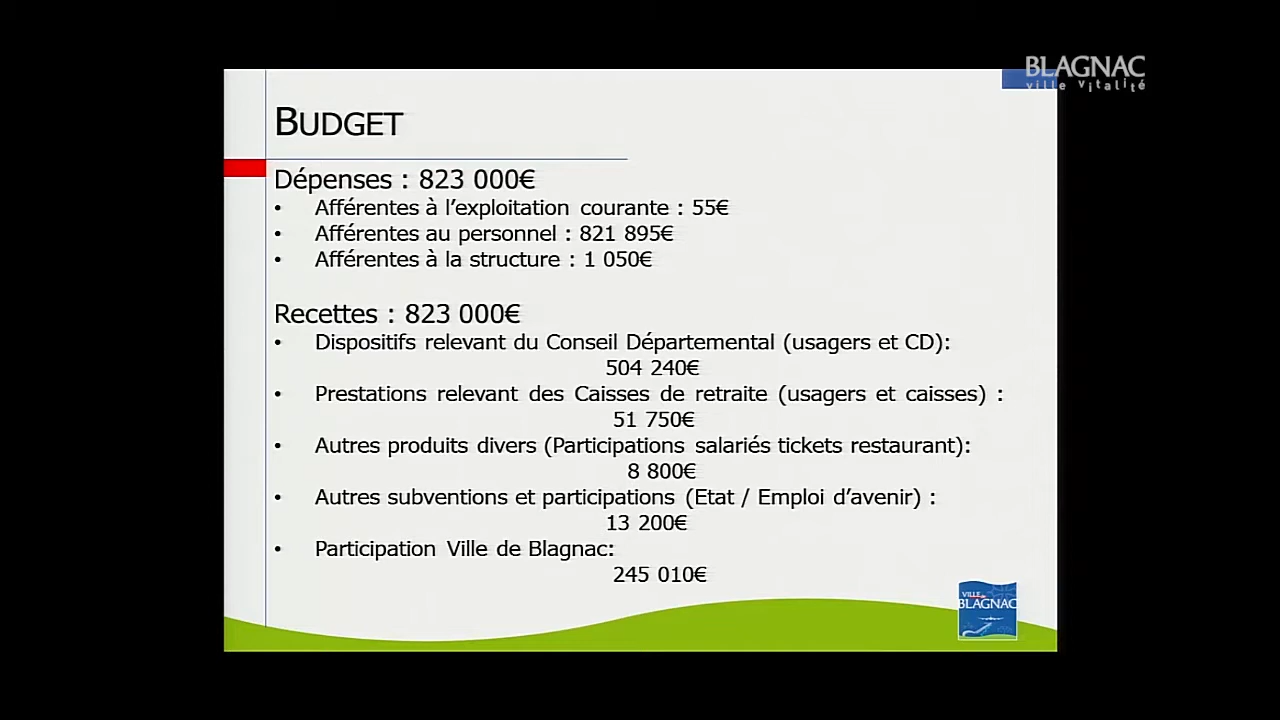 BLAGNAC
ville vitalité
BUDGET
Dépenses : 823 000€
• Afférentes à l'exploitation courante : 55€
• Afférentes au personnel : 821 895€
• Afférentes à la structure : 1 050€
Recettes : 823 000€
• Dispositifs relevant du Conseil Départemental (usagers et CD):
504 240€
• Prestations relevant des Caisses de retraite (usagers et caisses) :
51 750€
• Autres produits divers (Participations salariés tickets restaurant):
8 800€
• Autres subventions et participations (Etat / Emploi d'avenir) :
13 200€
• Participation Ville de Blagnac:
245 010€
VILLE
BLAGNAC